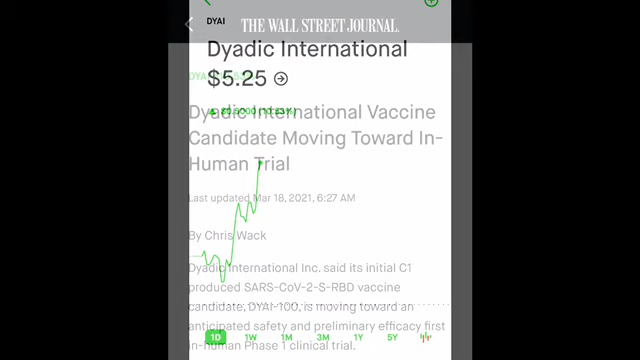 DYAI
THE WALL STREET JOURNAL.
Dyadic International
$5.25
Dyadic International Vaccine
Candidate Moving Toward In-
Human Trial
Last updated Mar 18, 2021, 6:27 AM
By Chris Wack
Dyadic International Inc. said its initial C1
produced SARS-CoV-2-S-RBD vaccine
candidate, DYAI-100, is moving toward an
anticipated safety and preliminary efficacy first
in-human Phase 1 clinical trial.
1D 1W 1M 3M 1Y 5Y